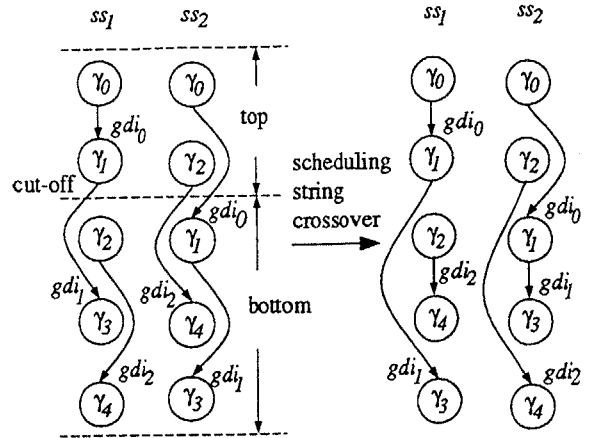 ss1 ss2 ss1 ss2
γ0 γ0 γ0 γ0
gdi0 top gdi0
γ1 γ2 scheduling γ1 γ2
cut-off string
gdi0 crossover gdi0
γ2 γ1 γ2 γ1
gdi1 gdi2 bottom gdi2 gdi1
γ3 γ4 γ4 γ3
gdi2 gdi1 gdi1 gdi2
γ4 γ3 γ3 γ4